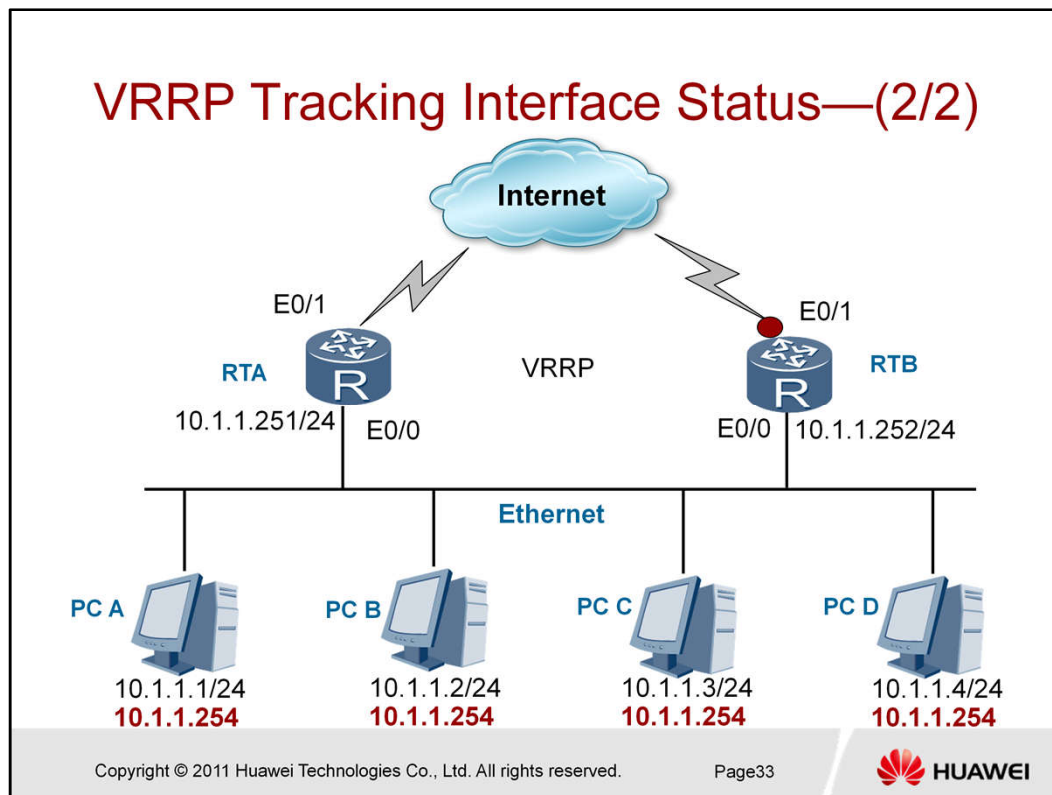 VRRP Tracking Interface Status—(2/2)
Internet
E0/1
E0/1
RTA
R
VRRP
R
RTB
10.1.1.251/24
E0/0
E0/0
10.1.1.252/24
Ethernet
PC A
PC B
PC C
PC D
10.1.1.1/24
10.1.1.2/24
10.1.1.3/24
10.1.1.4/24
10.1.1.254
10.1.1.254
10.1.1.254
10.1.1.254
Copyright © 2011 Huawei Technologies Co., Ltd. All rights reserved.
Page33
HUAWEI